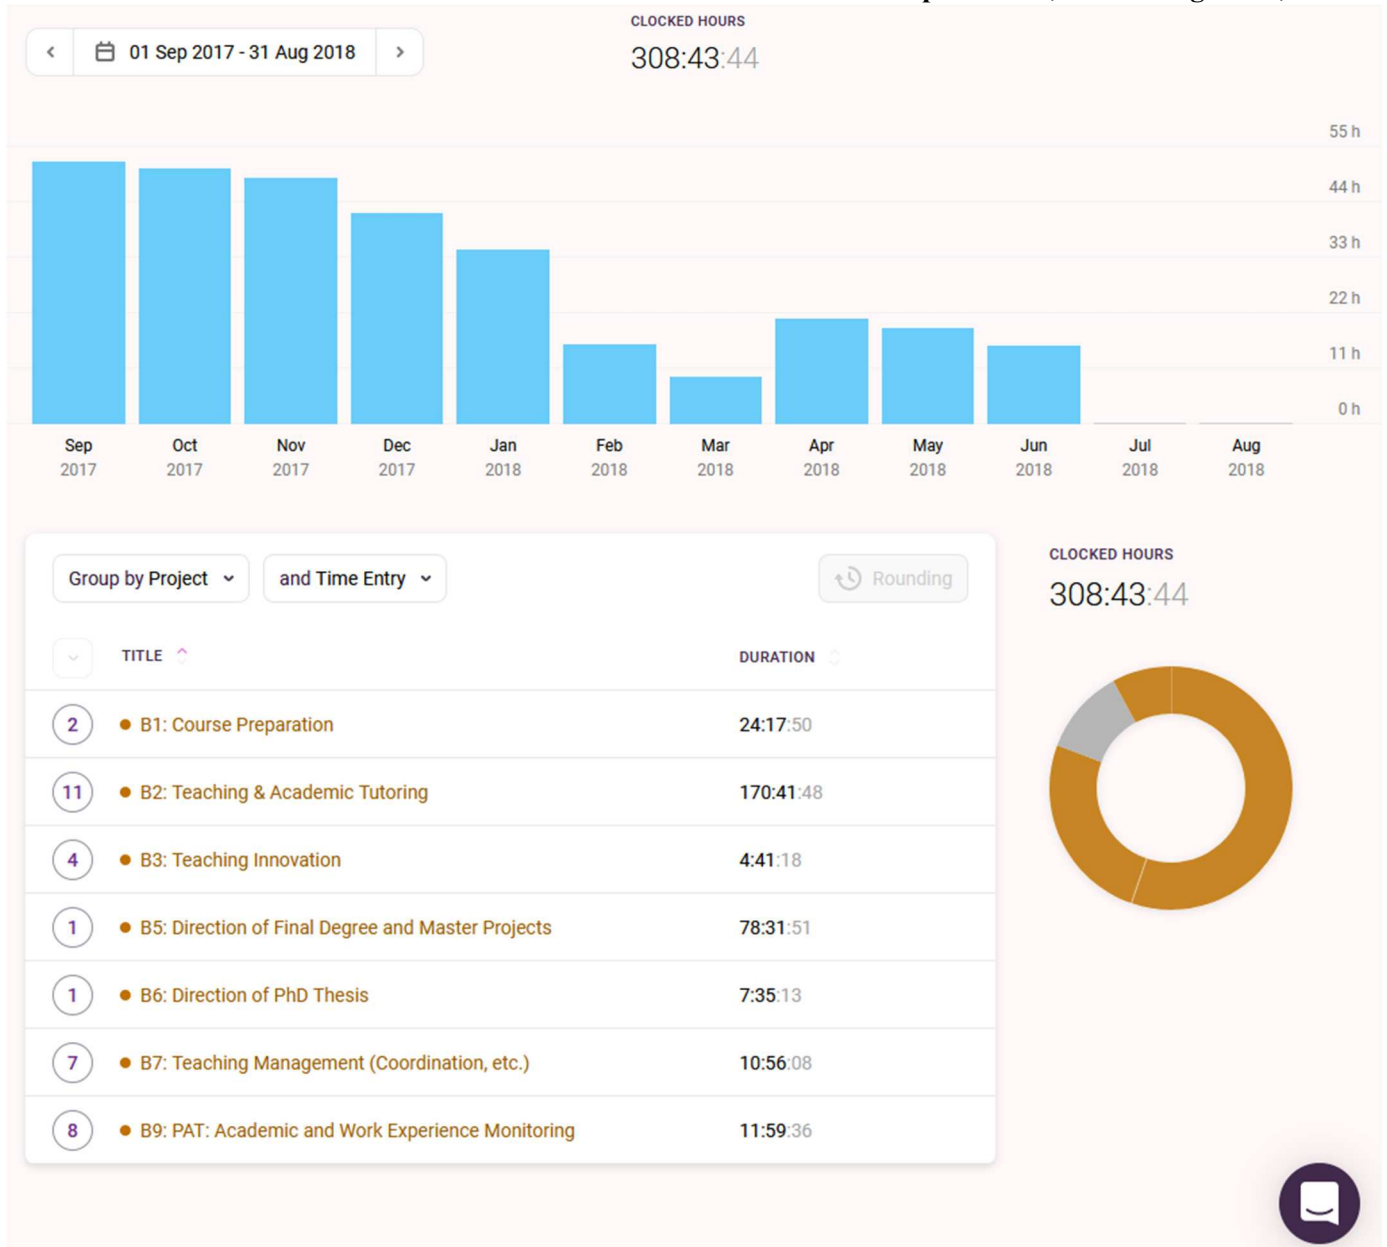 CLOCKED HOURS
01 Sep 2017 - 31 Aug 2018
308:43:44
55 h
44 h
33 h
22 h
11 h
0 h
Sep Oct Nov Dec Jan Feb Mar Apr May Jun Jul Aug
2017 2017 2017 2017 2018 2018 2018 2018 2018 2018 2018 2018
Group by Project and Time Entry Rounding
TITLE DURATION
2 B1: Course Preparation 24:17:50
11 B2: Teaching & Academic Tutoring 170:41:48
4 B3: Teaching Innovation 4:41:18
1 B5: Direction of Final Degree and Master Projects 78:31:51
1 B6: Direction of PhD Thesis 7:35:13
7 B7: Teaching Management (Coordination, etc.) 10:56:08
8 B9: PAT: Academic and Work Experience Monitoring 11:59:36
CLOCKED HOURS
308:43:44